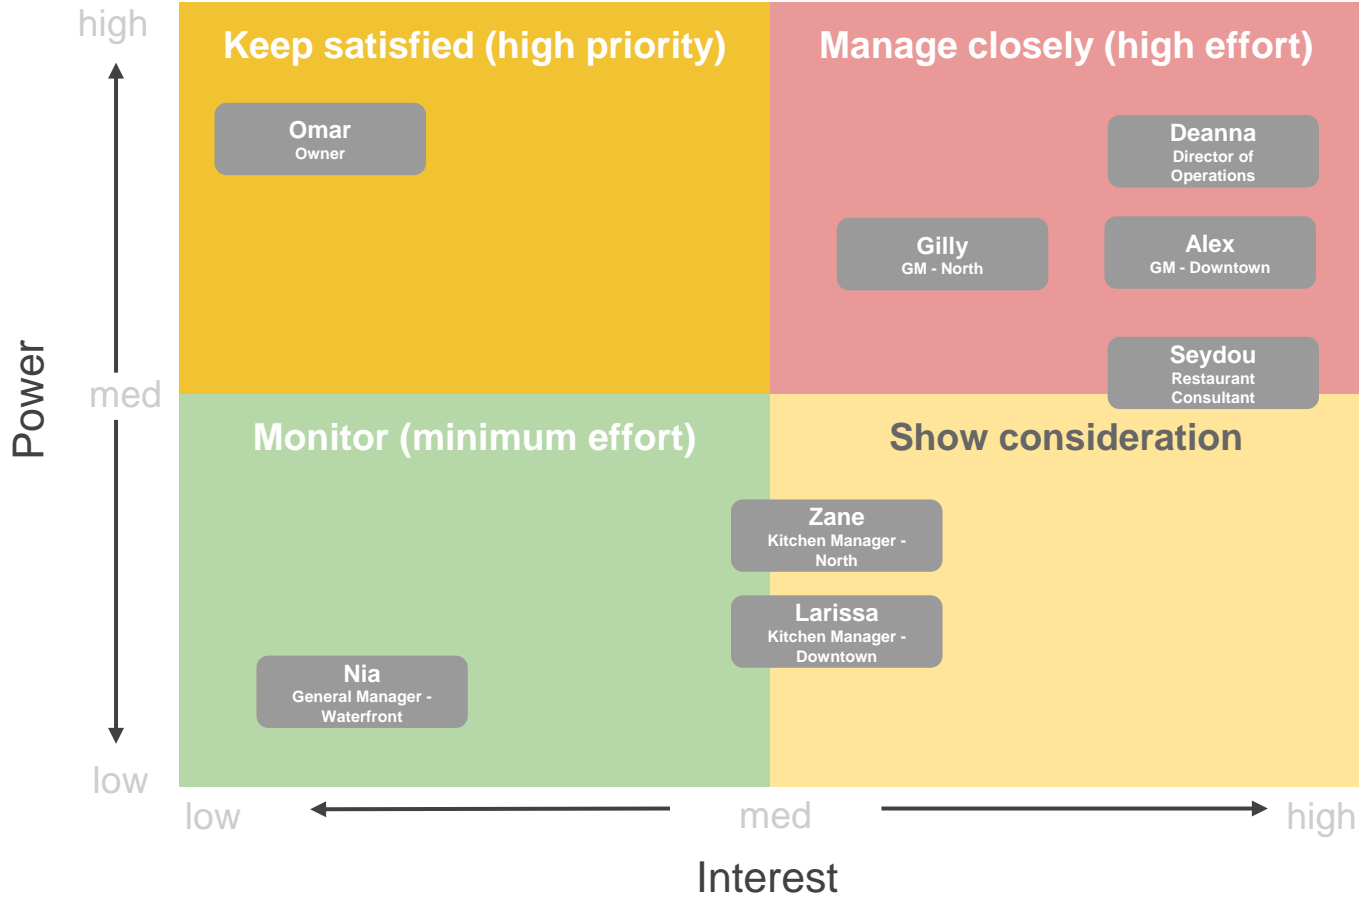 high
Keep satisfied (high priority)
Manage closely (high effort)
Omar
Owner
Deanna
Director of
Operations
Gilly
GM - North
Alex
GM - Downtown
Seydou
Restaurant
Consultant
Power
med
Monitor (minimum effort)
Show consideration
Zane
Kitchen Manager -
North
Larissa
Kitchen Manager -
Downtown
Nia
General Manager -
Waterfront
low
low
med
high
Interest